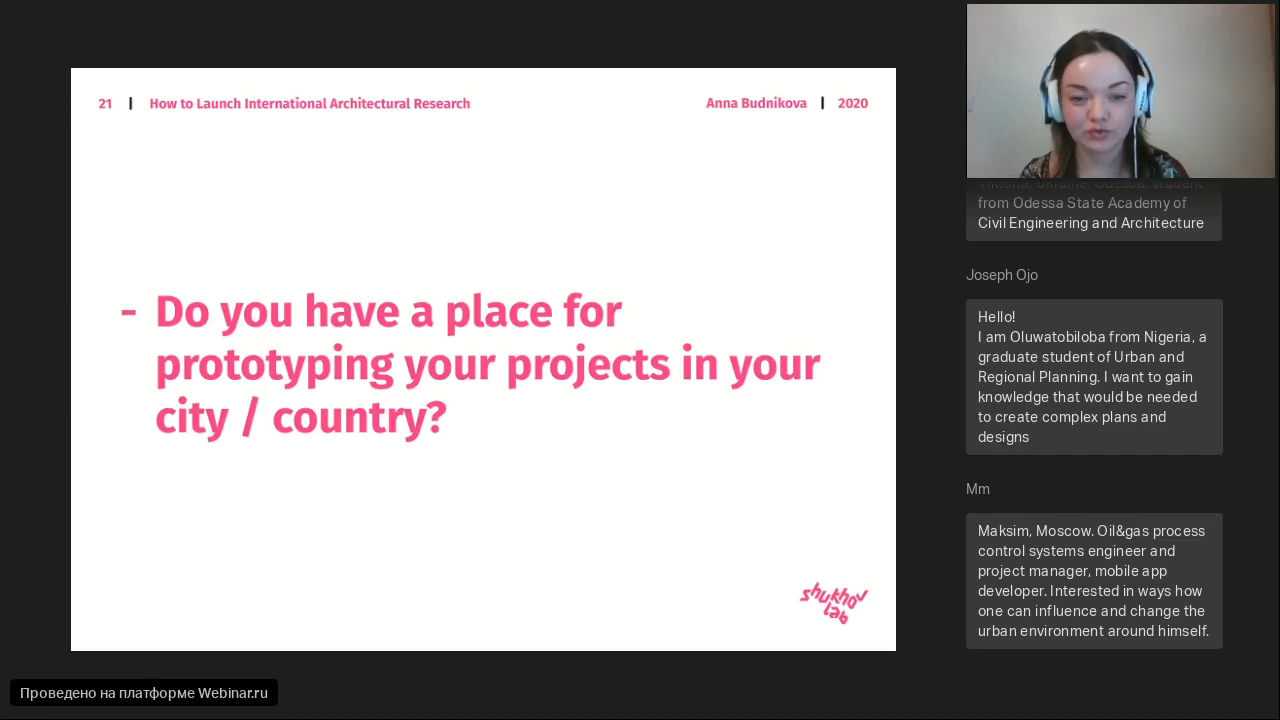 21 | How to Launch International Architectural Research
Anna Budnikova | 2020
- Do you have a place for
prototyping your projects in your
city / country?
shukhov
lab
Viktoria, Ukraine. Odessa. student
from Odessa State Academy of
Civil Engineering and Architecture
Joseph Ojo
Hello!
I am Oluwatobiloba from Nigeria, a
graduate student of Urban and
Regional Planning. I want to gain
knowledge that would be needed
to create complex plans and
designs
Mm
Maksim, Moscow. Oil&gas process
control systems engineer and
project manager, mobile app
developer. Interested in ways how
one can influence and change the
urban environment around himself.
Проведено на платформе Webinar.ru